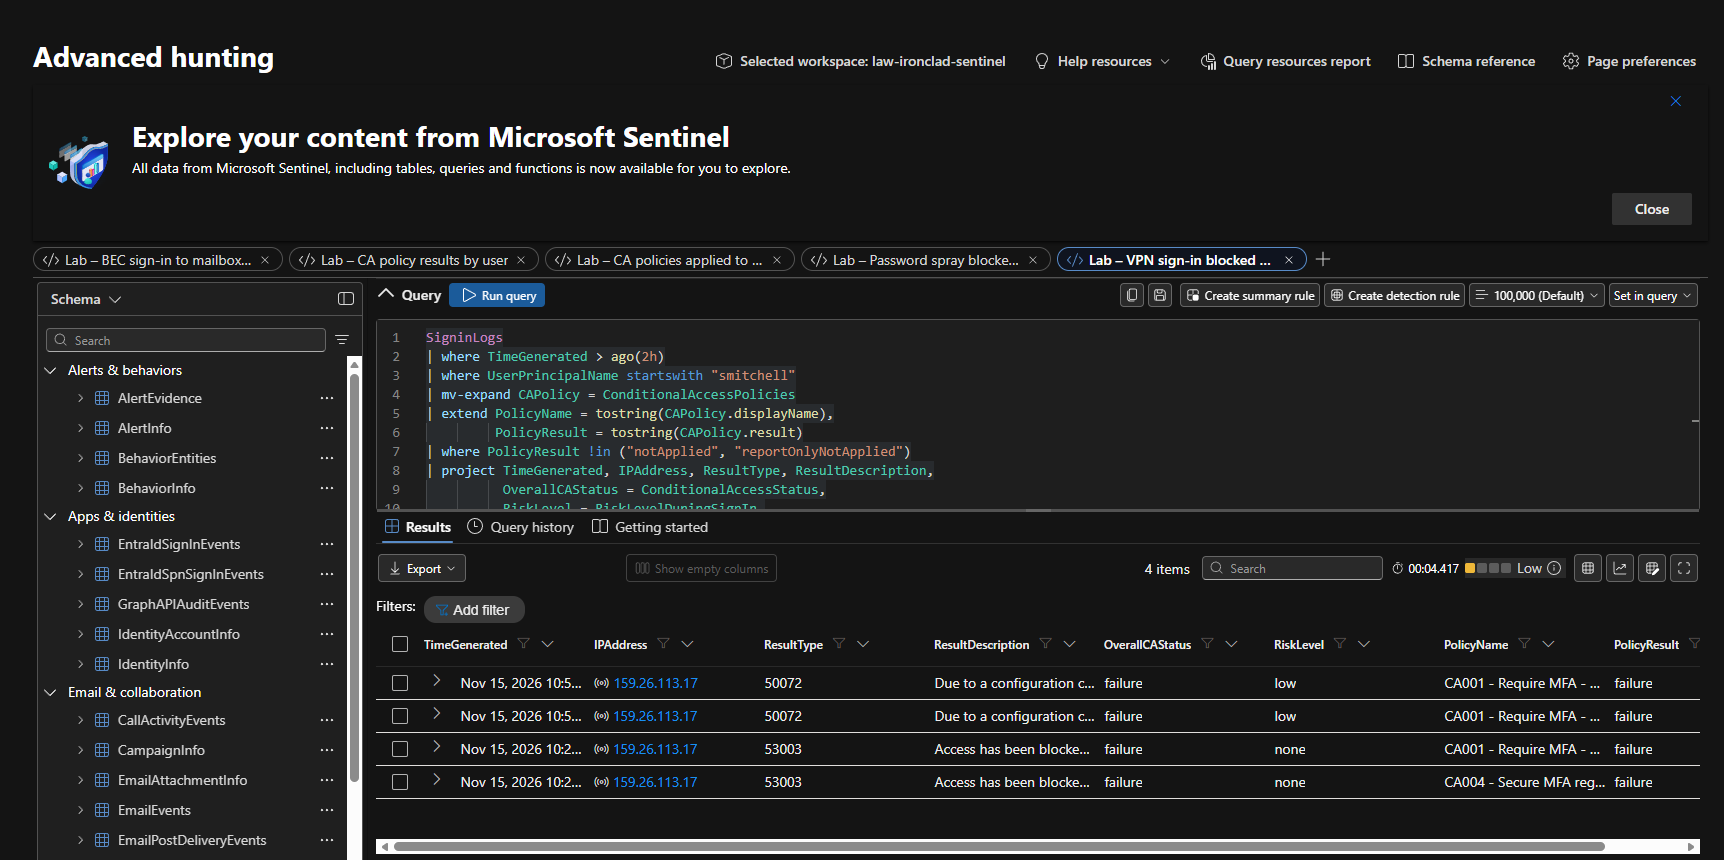 Advanced hunting
Selected workspace: law-ironclad-sentinel
Help resources
Query resources report
Schema reference
Page preferences
Explore your content from Microsoft Sentinel
All data from Microsoft Sentinel, including tables, queries and functions is now available for you to explore.
Close
Lab – BEC sign-in to mailbox...
Lab – CA policy results by user
Lab – CA policies applied to ...
Lab – Password spray blocke...
Lab – VPN sign-in blocked ...
Schema
Search
Alerts & behaviors
AlertEvidence
AlertInfo
BehaviorEntities
BehaviorInfo
Apps & identities
EntraIdSignInEvents
EntraIdSpnSignInEvents
GraphAPIAuditEvents
IdentityAccountInfo
IdentityInfo
Email & collaboration
CallActivityEvents
CampaignInfo
EmailAttachmentInfo
EmailEvents
EmailPostDeliveryEvents
Query
Run query
Create summary rule
Create detection rule
100,000 (Default)
Set in query
1 SigninLogs
2 | where TimeGenerated > ago(2h)
3 | where UserPrincipalName startswith "smitchell"
4 | mv-expand CAPolicy = ConditionalAccessPolicies
5 | extend PolicyName = tostring(CAPolicy.displayName),
6 PolicyResult = tostring(CAPolicy.result)
7 | where PolicyResult !in ("notApplied", "reportOnlyNotApplied")
8 | project TimeGenerated, IPAddress, ResultType, ResultDescription,
9 OverallCAStatus = ConditionalAccessStatus,
10 RiskLevel = RiskLevelDuringSignIn,
Results
Query history
Getting started
Export
Show empty columns
4 items
Search
00:04.417
Low
Filters:
Add filter
TimeGenerated IPAddress ResultType ResultDescription OverallCAStatus RiskLevel PolicyName PolicyResult
Nov 15, 2026 10:5... 159.26.113.17 50072 Due to a configuration c... failure low CA001 - Require MFA - ... failure
Nov 15, 2026 10:5... 159.26.113.17 50072 Due to a configuration c... failure low CA001 - Require MFA - ... failure
Nov 15, 2026 10:2... 159.26.113.17 53003 Access has been blocke... failure none CA001 - Require MFA - ... failure
Nov 15, 2026 10:2... 159.26.113.17 53003 Access has been blocke... failure none CA004 - Secure MFA reg... failure